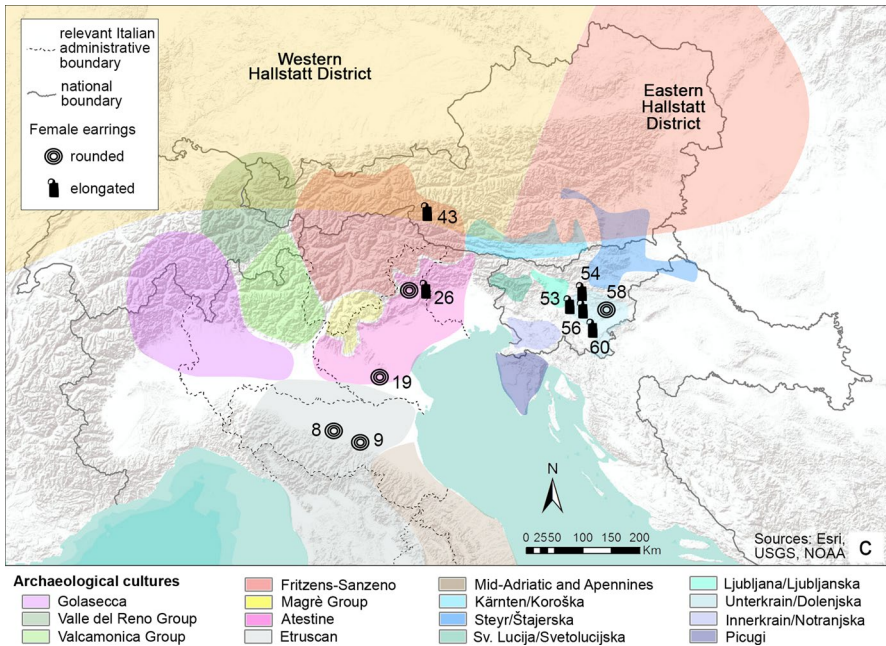 relevant Italian
administrative
boundary
national
boundary
Female earrings
rounded
elongated
Western
Hallstatt District
Eastern
Hallstatt
District
43
54
26
53
58
56
60
19
8
9
N
0 2550 100 150 200
Km
Sources: Esri,
USGS, NOAA
C
Archaeological cultures
Golasecca
Valle del Reno Group
Valcamonica Group
Fritzens-Sanzeno
Magrè Group
Atestine
Etruscan
Mid-Adriatic and Apennines
Kärnten/Koroška
Steyr/Štajerska
Sv. Lucija/Svetolucijska
Ljubljana/Ljubljanska
Unterkrain/Dolenjska
Innerkrain/Notranjska
Picugi